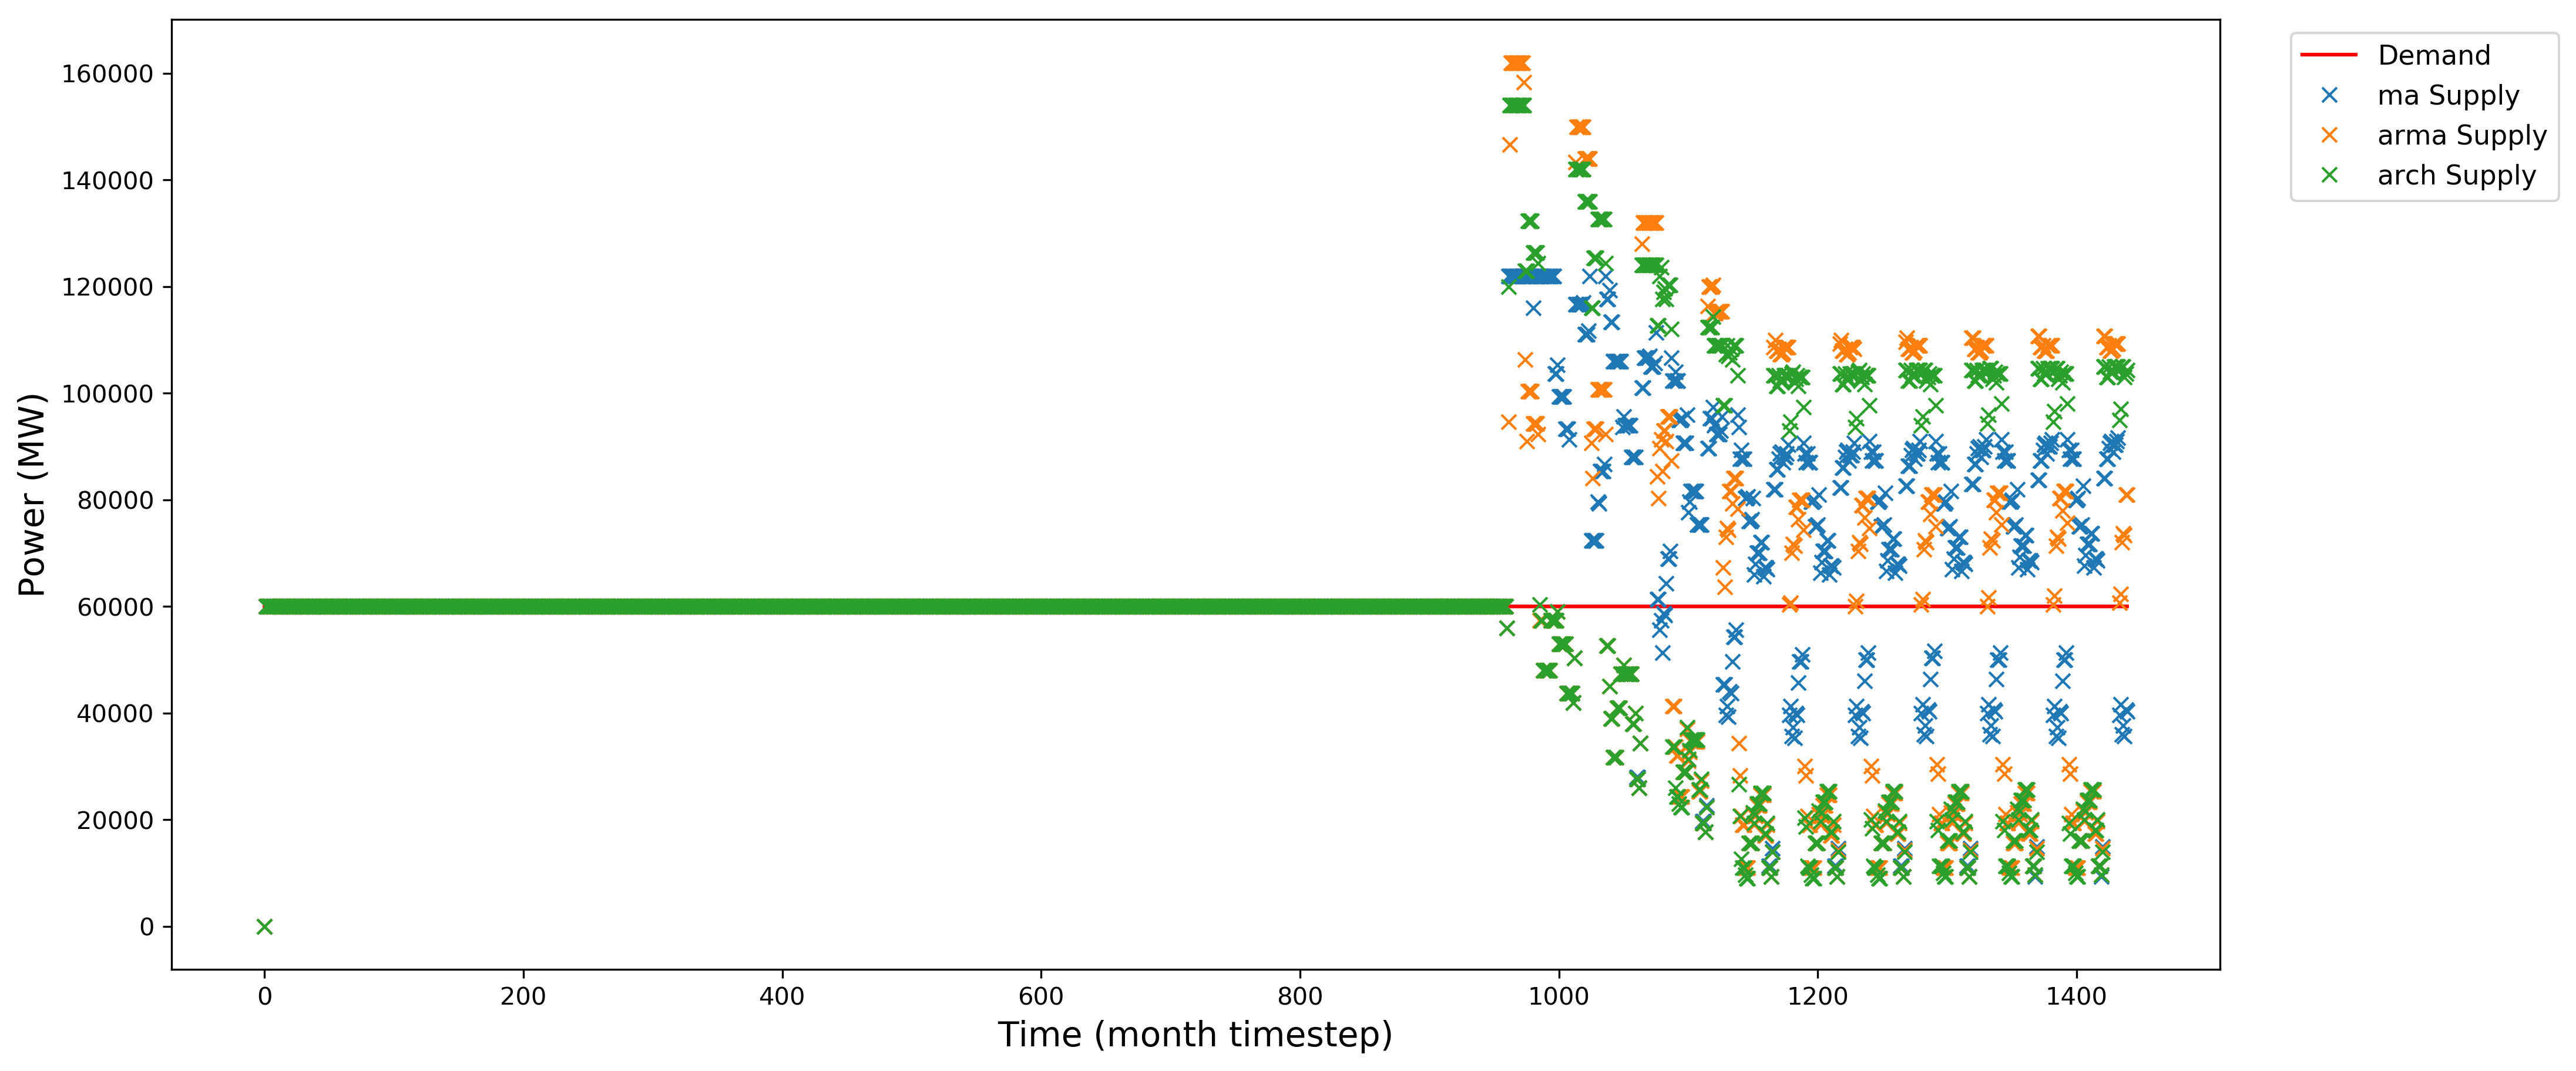 160000
140000
120000
100000
80000
60000
40000
20000
0
Power (MW)
0 200 400 600 800 1000 1200 1400
Time (month timestep)
Demand
ma Supply
arma Supply
arch Supply